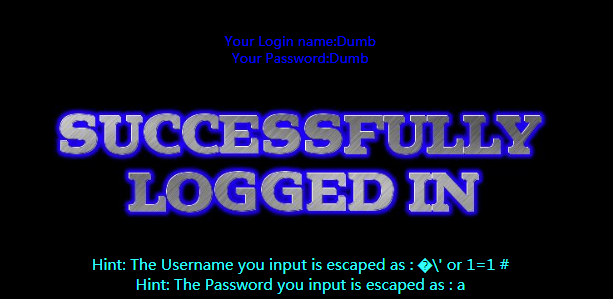 Your Login name:Dumb
Your Password:Dumb
SUCCESSFULLY
LOGGED IN
Hint: The Username you input is escaped as : �\' or 1=1 #
Hint: The Password you input is escaped as : a